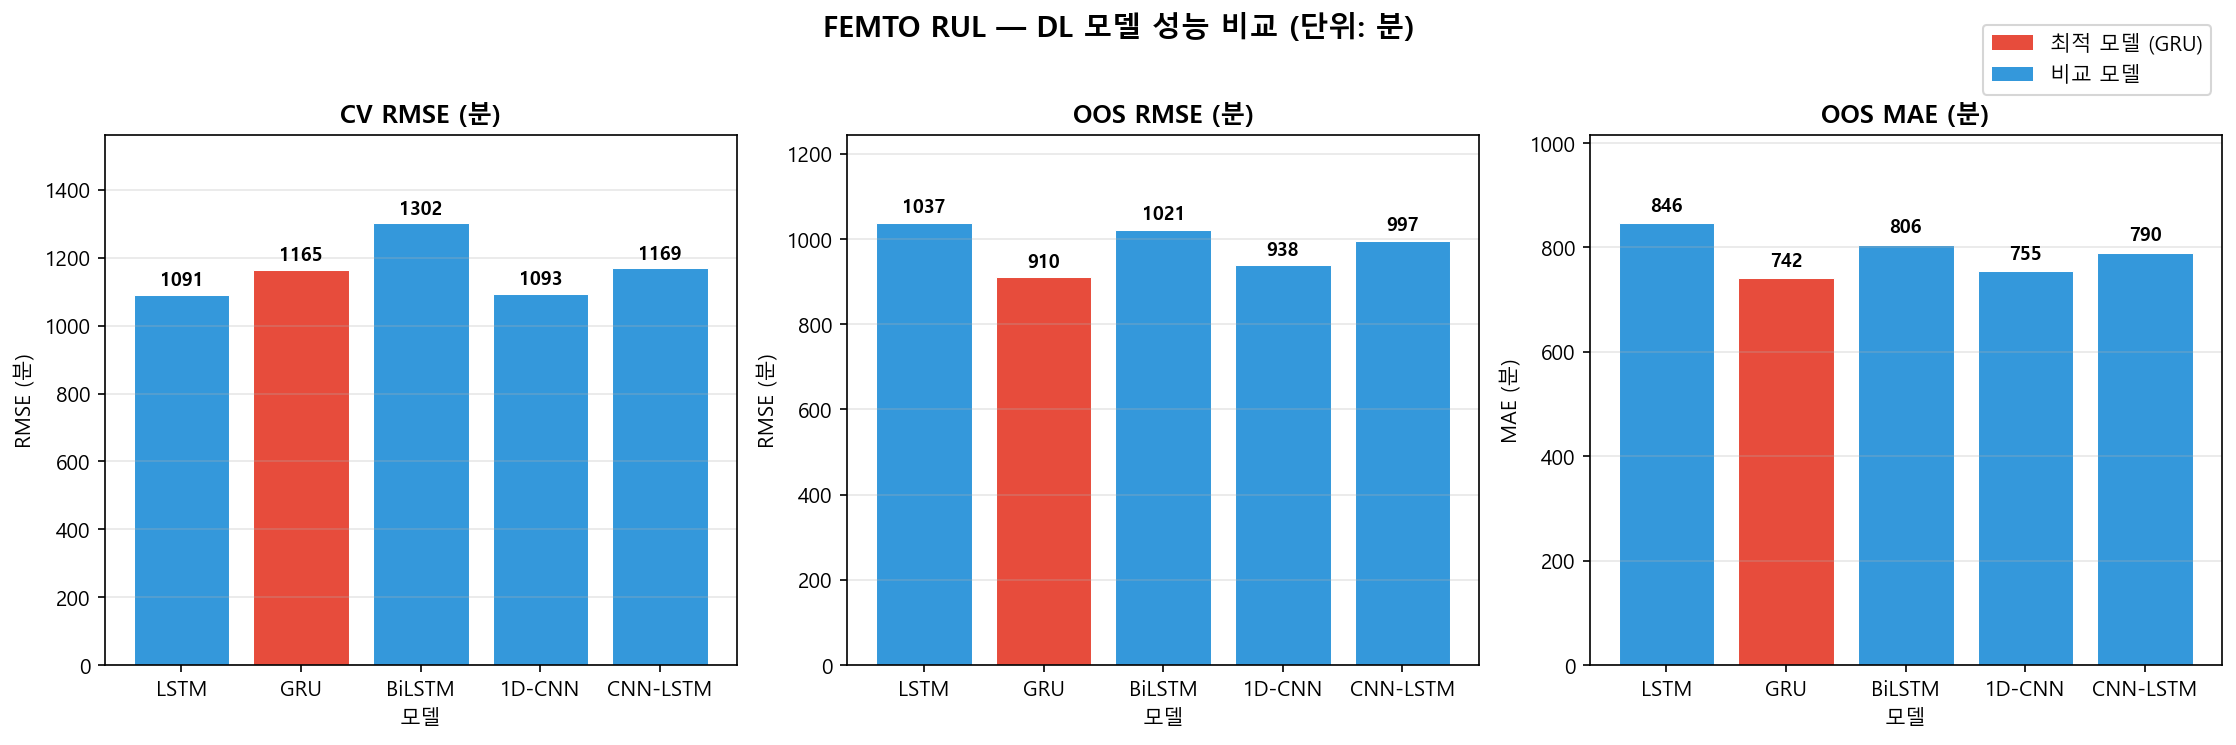 FEMTO RUL — DL 모델 성능 비교 (단위: 분)
최적 모델 (GRU)
비교 모델
CV RMSE (분)
1400
1200
1000
800
600
400
200
0
RMSE (분)
1091
1165
1302
1093
1169
LSTM
GRU
BiLSTM
1D-CNN
CNN-LSTM
모델
OOS RMSE (분)
1200
1000
800
600
400
200
0
RMSE (분)
1037
910
1021
938
997
LSTM
GRU
BiLSTM
1D-CNN
CNN-LSTM
모델
OOS MAE (분)
1000
800
600
400
200
0
MAE (분)
846
742
806
755
790
LSTM
GRU
BiLSTM
1D-CNN
CNN-LSTM
모델